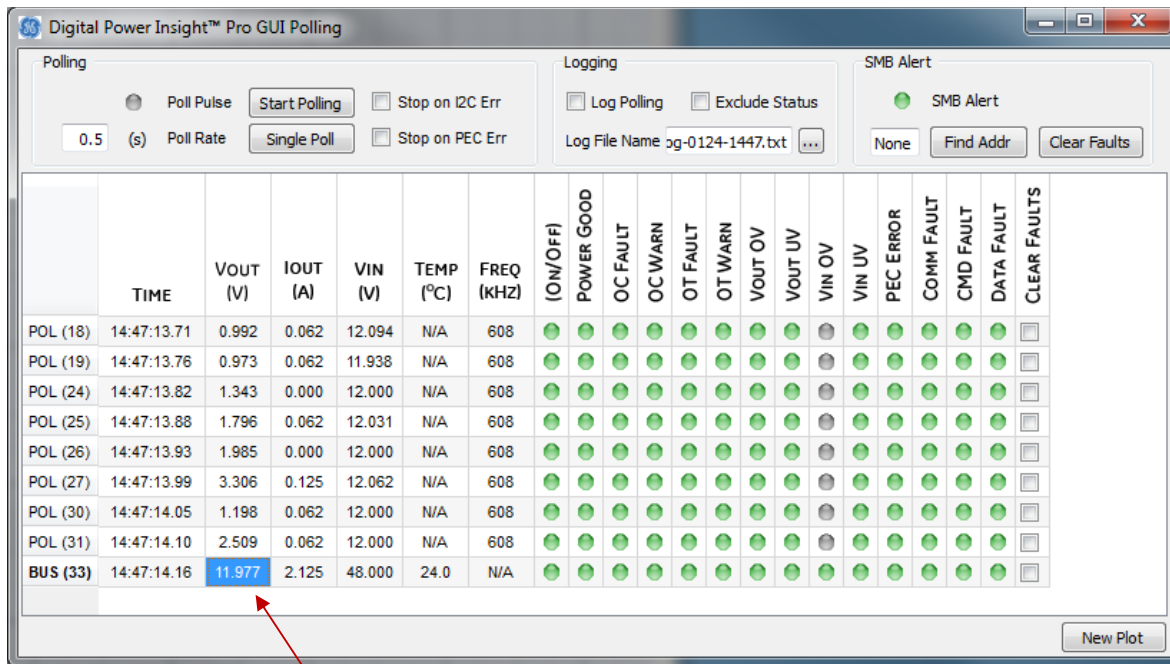 Digital Power Insight™ Pro GUI Polling
Polling
Poll Pulse Start Polling Stop on I2C Err
0.5 (s) Poll Rate Single Poll Stop on PEC Err
Logging
Log Polling Exclude Status
Log File Name og-0124-1447.txt ...
SMB Alert
SMB Alert
None Find Addr Clear Faults
TIME VOUT (V) IOUT (A) VIN (V) TEMP (°C) FREQ (KHZ) (ON/OFF) POWER GOOD OC FAULT OC WARN OT FAULT OT WARN VOUT OV VOUT UV VIN OV VIN UV PEC ERROR COMM FAULT CMD FAULT DATA FAULT CLEAR FAULTS
POL (18) 14:47:13.71 0.992 0.062 12.094 N/A 608
POL (19) 14:47:13.76 0.973 0.062 11.938 N/A 608
POL (24) 14:47:13.82 1.343 0.000 12.000 N/A 608
POL (25) 14:47:13.88 1.796 0.062 12.031 N/A 608
POL (26) 14:47:13.93 1.985 0.000 12.000 N/A 608
POL (27) 14:47:13.99 3.306 0.125 12.062 N/A 608
POL (30) 14:47:14.05 1.198 0.062 12.000 N/A 608
POL (31) 14:47:14.10 2.509 0.062 12.000 N/A 608
BUS (33) 14:47:14.16 11.977 2.125 48.000 24.0 N/A
New Plot